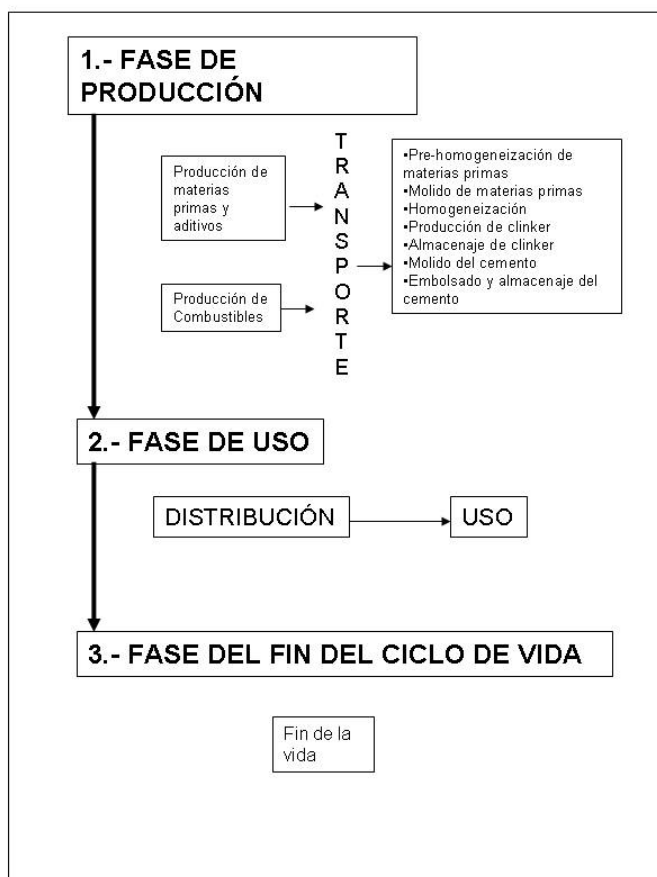 1.- FASE DE
PRODUCCIÓN
Producción de
materias
primas y
aditivos
Producción de
Combustibles
TRANSPORTE
•Pre-homogeneización de
materias primas
•Molido de materias primas
•Homogeneización
•Producción de clinker
•Almacenaje de clinker
•Molido del cemento
•Embolsado y almacenaje del
cemento
2.- FASE DE USO
DISTRIBUCIÓN
USO
3.- FASE DEL FIN DEL CICLO DE VIDA
Fin de la
vida